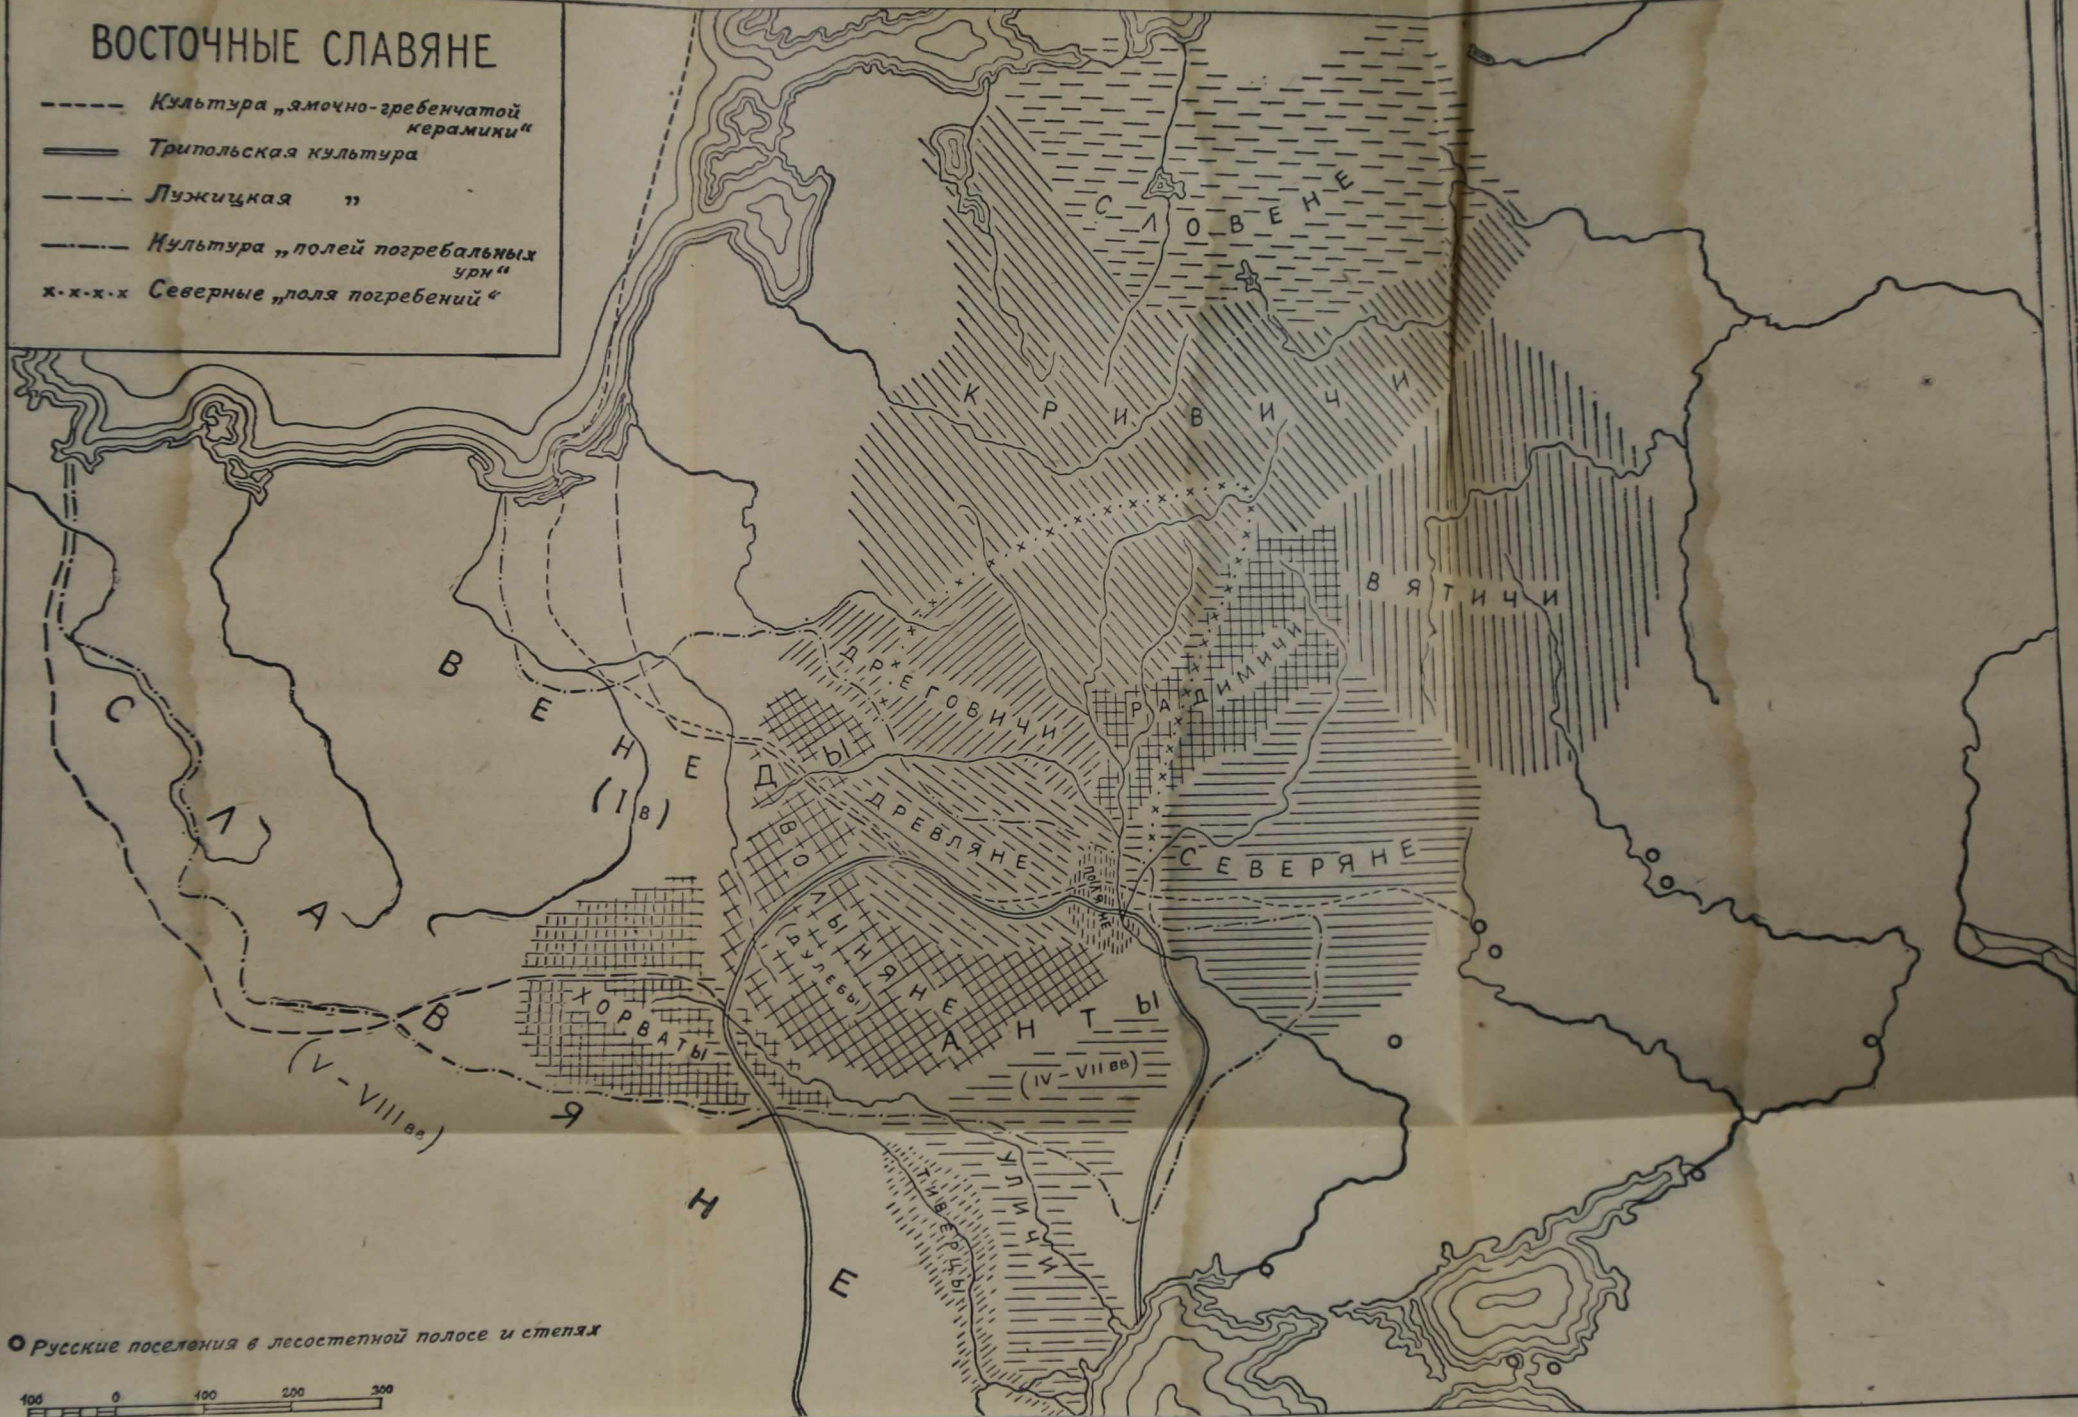 ВОСТОЧНЫЕ СЛАВЯНЕ
Культура „ямочно-гребенчатой
керамики“
Трипольская культура
Лужицкая „
Культура „полей погребальных
урн“
Северные „поля погребений“
СЛОВЕНЕ
КРИВИЧИ
ВЯТИЧИ
ДРЕГОВИЧИ
РАДИМИЧИ
ВЕНЕДЫ
(I в)
ДРЕВЛЯНЕ
СЕВЕРЯНЕ
ПОЛЯНЕ
ВОЛЫНЯНЕ
(ДУЛЕБЫ)
ХОРВАТЫ
АНТЫ
(IV – VII вв)
СЛАВЯНЕ
(V – VIII вв)
УЛИЧИ
ТИВЕРЦЫ
Русские поселения в лесостепной полосе и степях
100 0 100 200 300